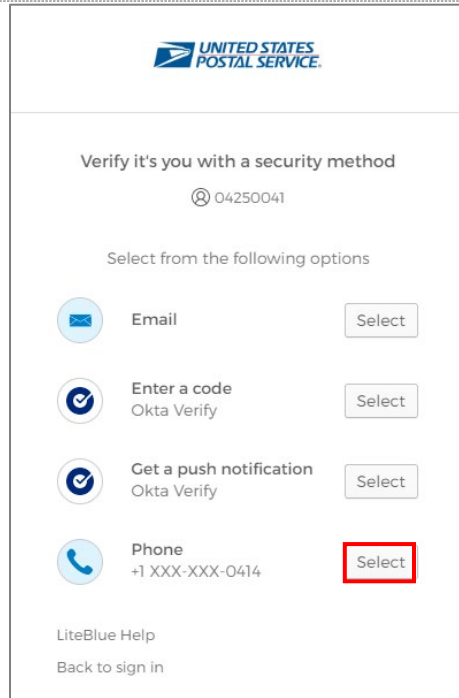 UNITED STATES
POSTAL SERVICE.
Verify it's you with a security method
04250041
Select from the following options
Email
Select
Enter a code
Okta Verify
Select
Get a push notification
Okta Verify
Select
Phone
+1 XXX-XXX-0414
Select
LiteBlue Help
Back to sign in